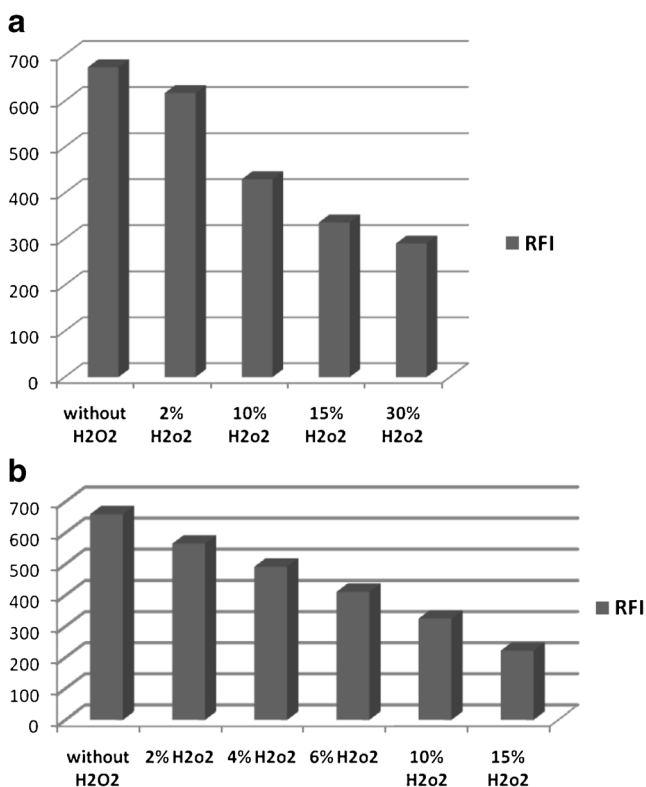 a
700
600
500
400
300
200
100
0
without H2O2
2% H2o2
10% H2o2
15% H2o2
30% H2o2
RFI
b
700
600
500
400
300
200
100
0
without H2O2
2% H2o2
4% H2o2
6% H2o2
10% H2o2
15% H2o2
RFI